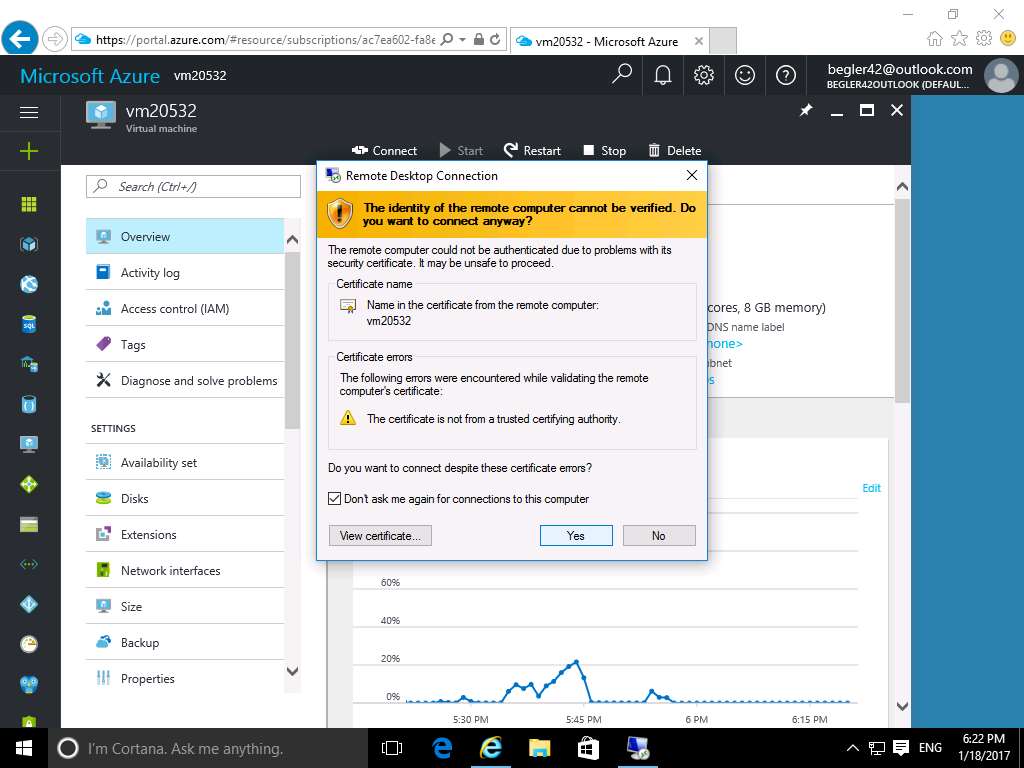 https://portal.azure.com/#resource/subscriptions/ac7ea602-fa8e
vm20532 - Microsoft Azure
Microsoft Azure vm20532
begler42@outlook.com
BEGLER42OUTLOOK (DEFAUL...
vm20532
Virtual machine
Connect Start Restart Stop Delete
Search (Ctrl+/)
Overview
Activity log
Access control (IAM)
Tags
Diagnose and solve problems
SETTINGS
Availability set
Disks
Extensions
Network interfaces
Size
Backup
Properties
Remote Desktop Connection
The identity of the remote computer cannot be verified. Do
you want to connect anyway?
The remote computer could not be authenticated due to problems with its
security certificate. It may be unsafe to proceed.
Certificate name
Name in the certificate from the remote computer:
vm20532
Certificate errors
The following errors were encountered while validating the remote
computer's certificate:
The certificate is not from a trusted certifying authority.
Do you want to connect despite these certificate errors?
Don't ask me again for connections to this computer
View certificate... Yes No
cores, 8 GB memory)
DNS name label
Edit
60%
40%
20%
0%
5:30 PM 5:45 PM 6 PM 6:15 PM
SQL
I'm Cortana. Ask me anything.
ENG
6:22 PM
1/18/2017